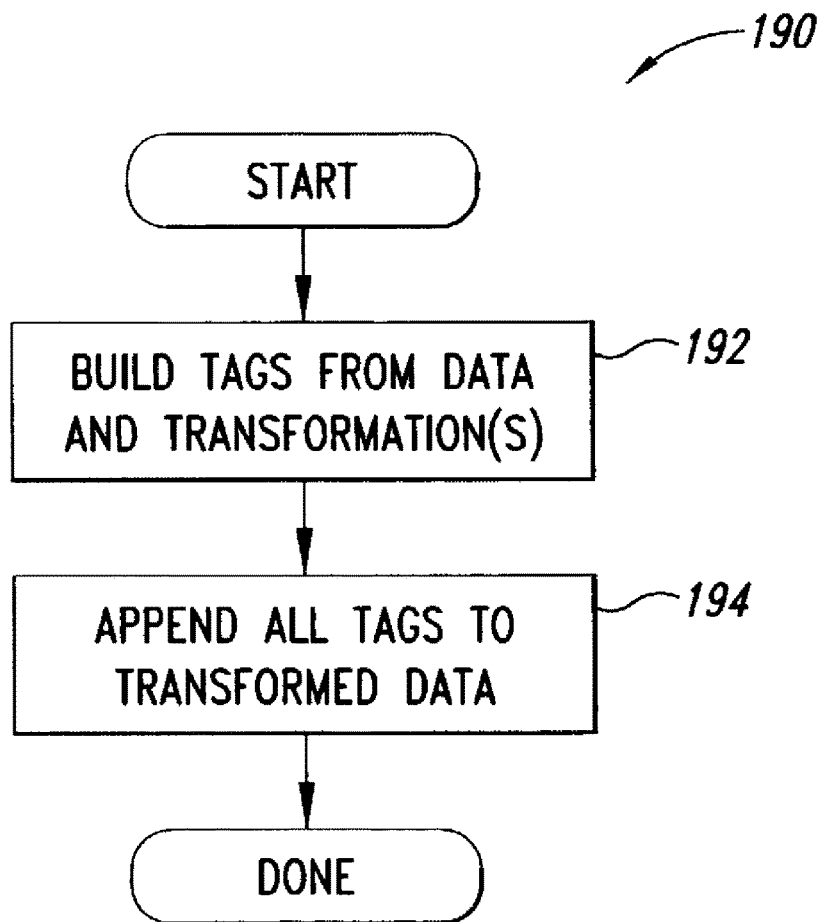 190
START
BUILD TAGS FROM DATA
AND TRANSFORMATION(S)
192
APPEND ALL TAGS TO
TRANSFORMED DATA
194
DONE